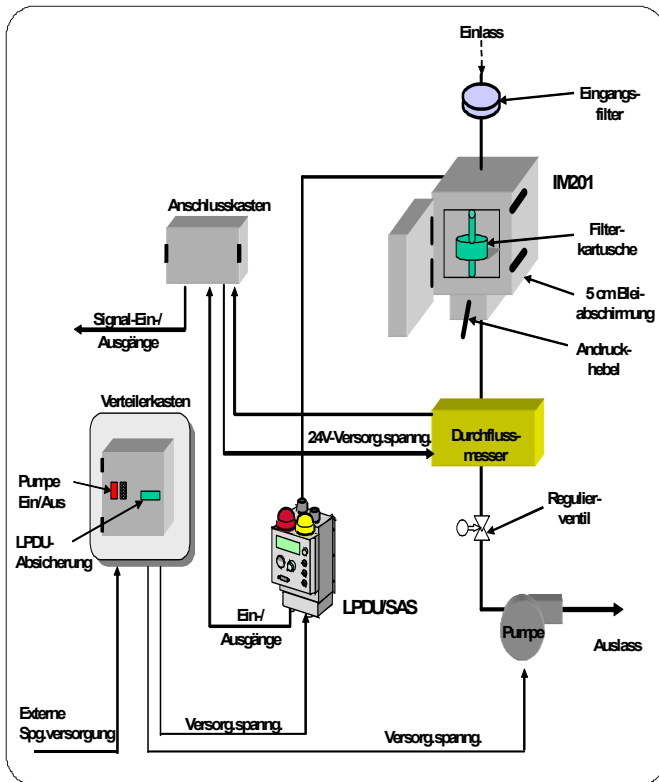 Einlass
Eingangs-
filter
IM201
Anschlusskasten
Filter-
kartusche
5 cm Blei-
abschirmung
Signal-Ein-/
Ausgänge
Andruck-
hebel
Verteilerkasten
24V-Versorg.spanng.
Durchfluss-
messer
Pumpe
Ein/Aus
LPDU-
Absicherung
Regulier-
ventil
LPDU/SAS
Ein-/
Ausgänge
Pumpe
Auslass
Externe
Spg.versorgung
Versorg.spanng.
Versorg.spanng.